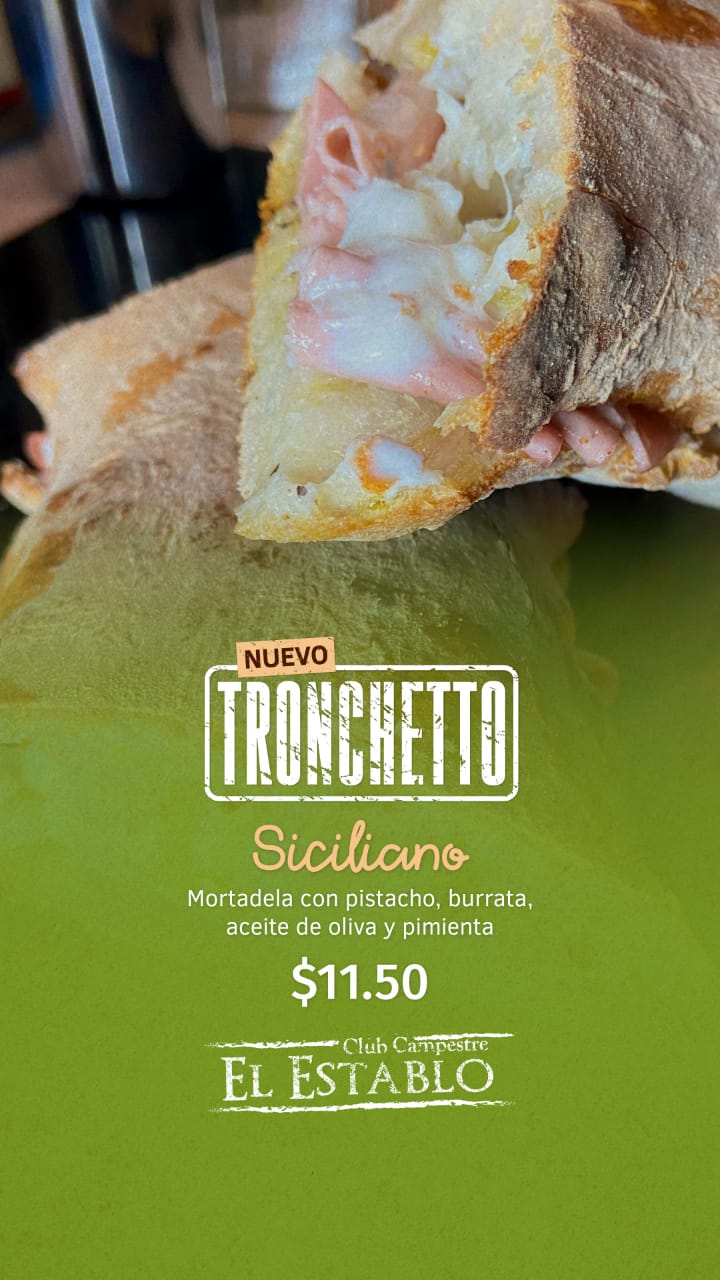 NUEVO
TRONCHETTO
Siciliano
Mortadela con pistacho, burrata,
aceite de oliva y pimienta
$11.50
Club Campestre
EL ESTABLO